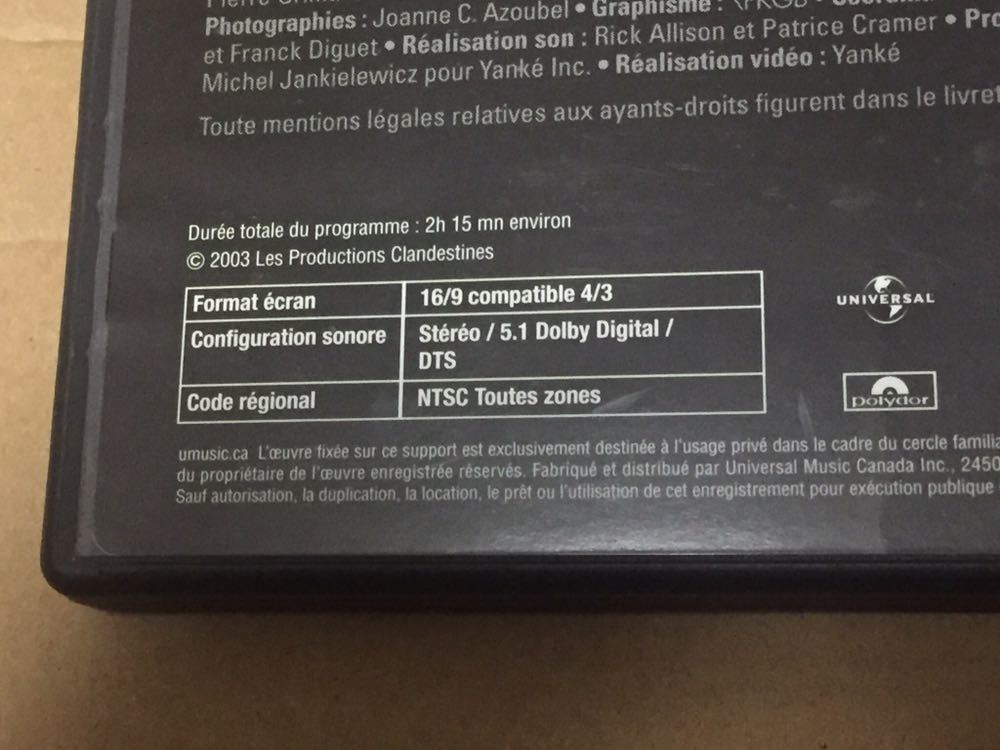 Photographies : Joanne C. Azoubel • Graphisme :
et Franck Diguet • Réalisation son : Rick Allison et Patrice Cramer •
Michel Jankielewicz pour Yanké Inc. • Réalisation vidéo : Yanké
Toute mentions légales relatives aux ayants-droits figurent dans le livret
Durée totale du programme : 2h 15 mn environ
© 2003 Les Productions Clandestines
Format écran 16/9 compatible 4/3
Configuration sonore Stéréo / 5.1 Dolby Digital /
DTS
Code régional NTSC Toutes zones
UNIVERSAL
polydor
umusic.ca L'œuvre fixée sur ce support est exclusivement destinée à l'usage privé dans le cadre du cercle
du propriétaire de l'œuvre enregistrée réservés. Fabriqué et distribué par Universal Music Canada Inc., 2450
Sauf autorisation, la duplication, la location, le prêt ou l'utilisation de cet enregistrement pour exécution publique